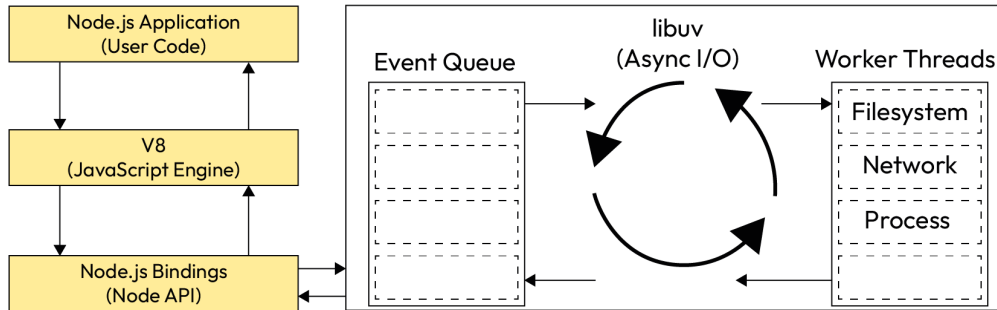 Node.js Application
(User Code)
V8
(JavaScript Engine)
Node.js Bindings
(Node API)
Event Queue
libuv
(Async I/O)
Worker Threads
Filesystem
Network
Process